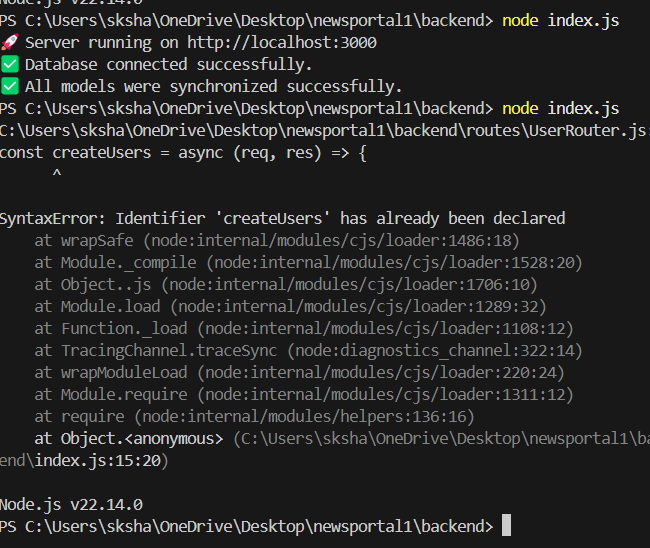 Node.js v22.14.0
PS C:\Users\sksha\OneDrive\Desktop\newsportal1\backend> node index.js
🚀 Server running on http://localhost:3000
✅ Database connected successfully.
✅ All models were synchronized successfully.
PS C:\Users\sksha\OneDrive\Desktop\newsportal1\backend> node index.js
C:\Users\sksha\OneDrive\Desktop\newsportal1\backend\routes\UserRouter.js:
const createUsers = async (req, res) => {
^
SyntaxError: Identifier 'createUsers' has already been declared
at wrapSafe (node:internal/modules/cjs/loader:1486:18)
at Module._compile (node:internal/modules/cjs/loader:1528:20)
at Object..js (node:internal/modules/cjs/loader:1706:10)
at Module.load (node:internal/modules/cjs/loader:1289:32)
at Function._load (node:internal/modules/cjs/loader:1108:12)
at TracingChannel.traceSync (node:diagnostics_channel:322:14)
at wrapModuleLoad (node:internal/modules/cjs/loader:220:24)
at Module.require (node:internal/modules/cjs/loader:1311:12)
at require (node:internal/modules/helpers:136:16)
at Object.<anonymous> (C:\Users\sksha\OneDrive\Desktop\newsportal1\ba
end\index.js:15:20)
Node.js v22.14.0
PS C:\Users\sksha\OneDrive\Desktop\newsportal1\backend>